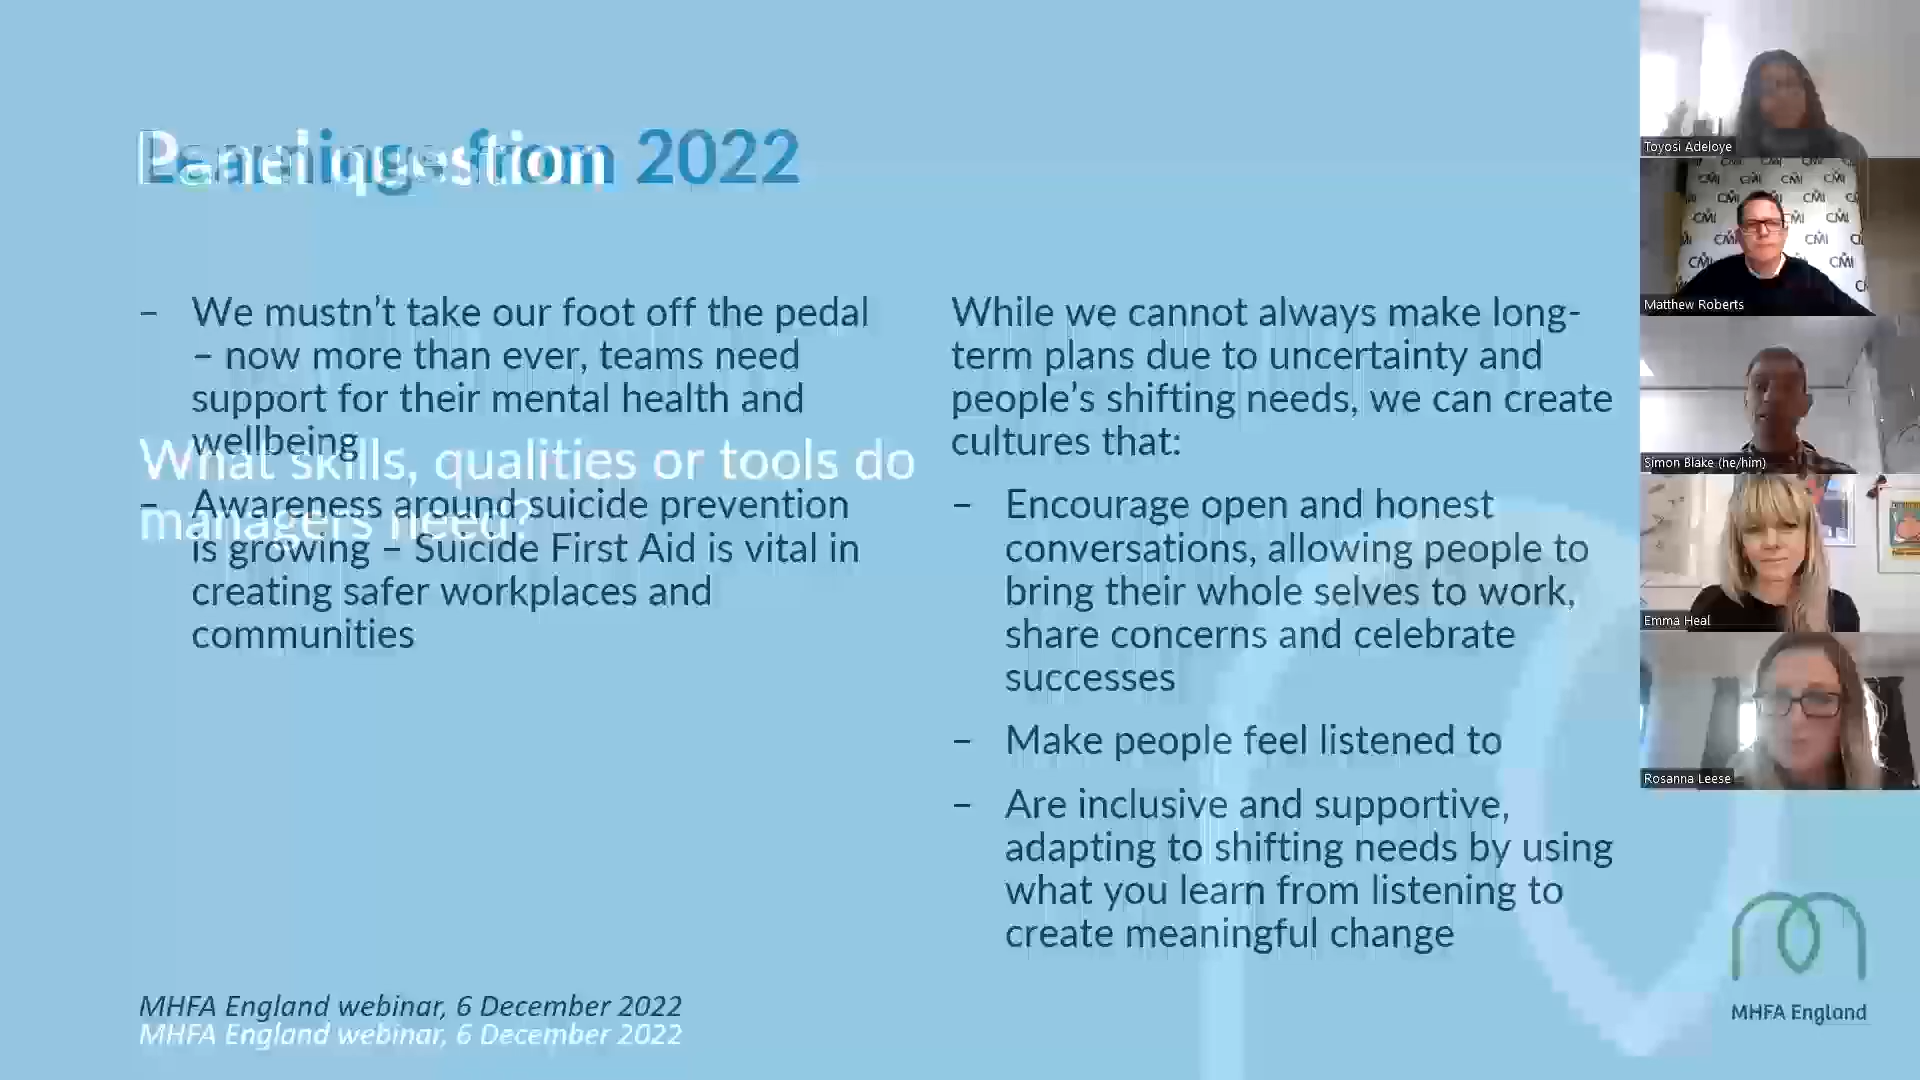 Panel question
Learnings from 2022
– We mustn’t take our foot off the pedal
– now more than ever, teams need
support for their mental health and
wellbeing
What skills, qualities or tools do
managers need?
– Awareness around suicide prevention
is growing – Suicide First Aid is vital in
creating safer workplaces and
communities
While we cannot always make long-
term plans due to uncertainty and
people’s shifting needs, we can create
cultures that:
– Encourage open and honest
conversations, allowing people to
bring their whole selves to work,
share concerns and celebrate
successes
– Make people feel listened to
– Are inclusive and supportive,
adapting to shifting needs by using
what you learn from listening to
create meaningful change
MHFA England webinar, 6 December 2022
MHFA England webinar, 6 December 2022
Toyosi Adeloye
CMI
Matthew Roberts
Simon Blake (he/him)
Emma Heal
Rosanna Leese
MHFA England